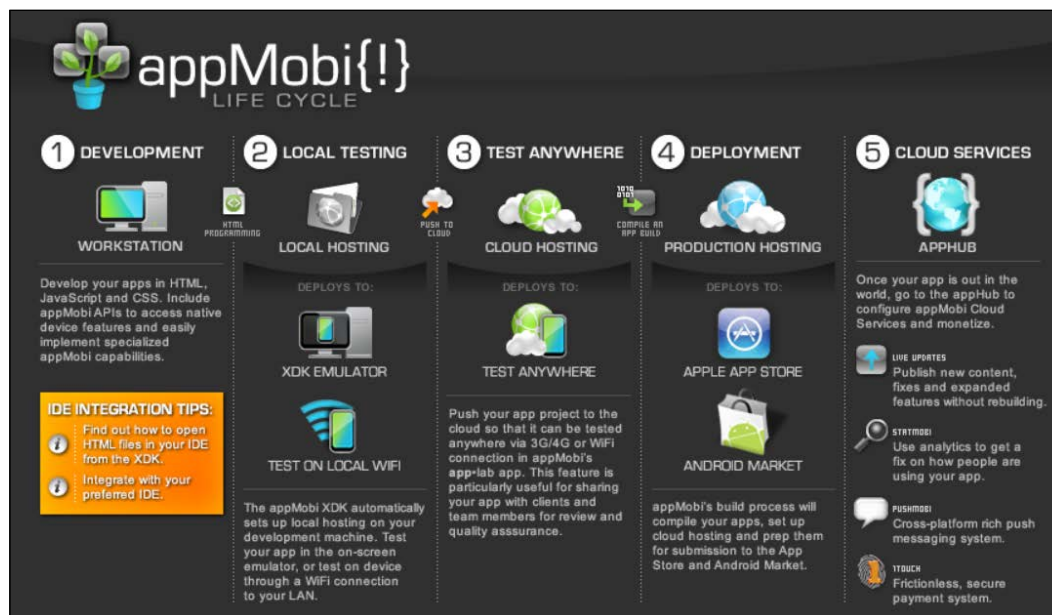 appMobi{!}
LIFE CYCLE
1 DEVELOPMENT
WORKSTATION
Develop your apps in HTML,
JavaScript and CSS. Include
appMobi APIs to access native
device features and easily
implement specialized
appMobi capabilities.
IDE INTEGRATION TIPS:
Find out how to open
HTML files in your IDE
from the XDK.
Integrate with your
preferred IDE.
HTML
PROGRAMMING
2 LOCAL TESTING
LOCAL HOSTING
DEPLOYS TO:
XDK EMULATOR
TEST ON LOCAL WIFI
The appMobi XDK automatically
sets up local hosting on your
development machine. Test
your app in the on-screen
emulator, or test on device
through a WiFi connection
to your LAN.
PUSH TO
CLOUD
3 TEST ANYWHERE
CLOUD HOSTING
DEPLOYS TO:
TEST ANYWHERE
Push your app project to the
cloud so that it can be tested
anywhere via 3G/4G or WiFi
connection in appMobi's
app•lab app. This feature is
particularly useful for sharing
your app with clients and
team members for review and
quality asssurance.
1010
0101
COMPILE AN
APP BUILD
4 DEPLOYMENT
PRODUCTION HOSTING
DEPLOYS TO:
APPLE APP STORE
ANDROID MARKET
appMobi's build process will
compile your apps, set up
cloud hosting and prep them
for submission to the App
Store and Android Market.
5 CLOUD SERVICES
APPHUB
Once your app is out in the
world, go to the appHub to
configure appMobi Cloud
Services and monetize.
LIVE UPDATES
Publish new content,
fixes and expanded
features without rebuilding.
STATMOBI
Use analytics to get a
fix on how people are
using your app.
PUSHMOBI
Cross-platform rich push
messaging system.
1TOUCH
Frictionless, secure
payment system.